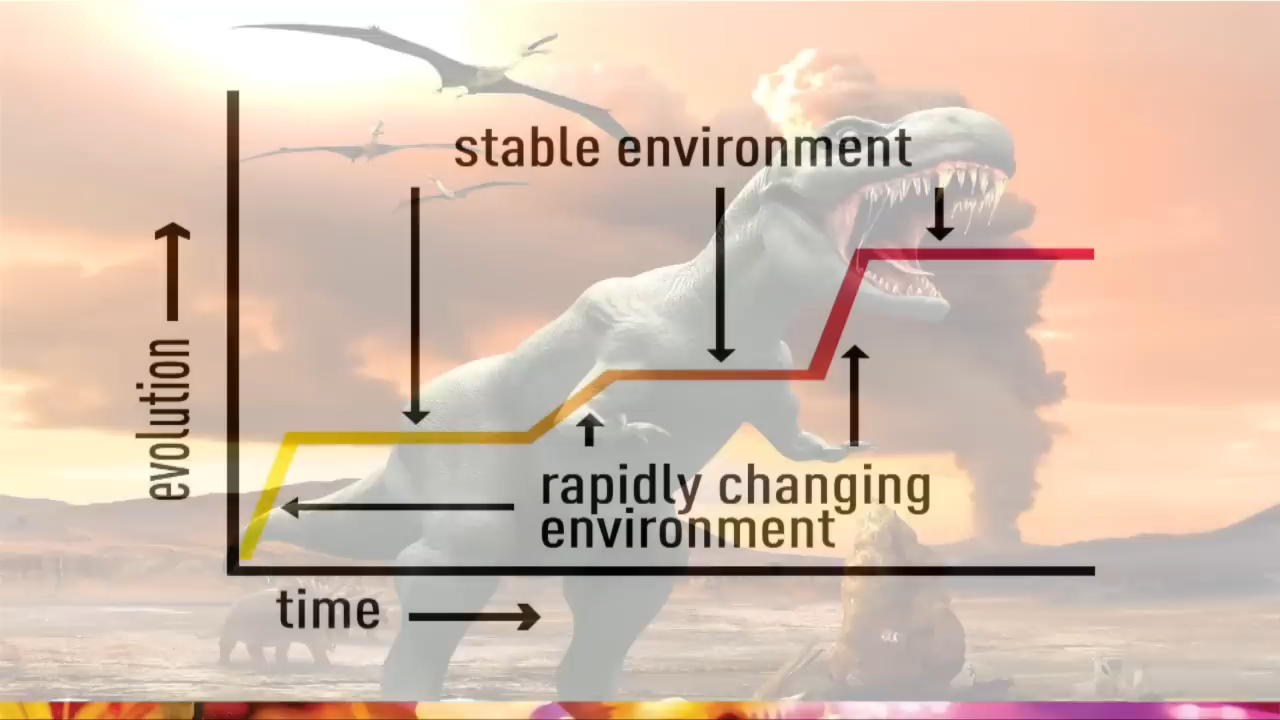 stable environment
evolution
rapidly changing
environment
time